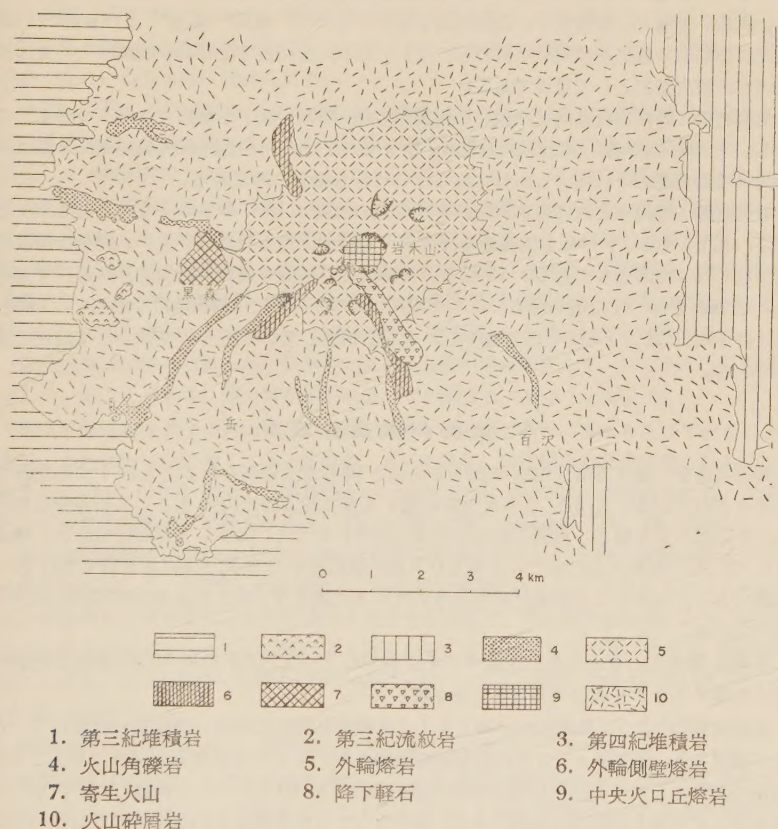 岩木山
黒森
岳
百沢
0 1 2 3 4 km
1 2 3 4 5
6 7 8 9 10
1. 第三紀堆積岩 2. 第三紀流紋岩 3. 第四紀堆積岩
4. 火山角礫岩 5. 外輪熔岩 6. 外輪側壁熔岩
7. 寄生火山 8. 降下軽石 9. 中央火口丘熔岩
10. 火山砕屑岩